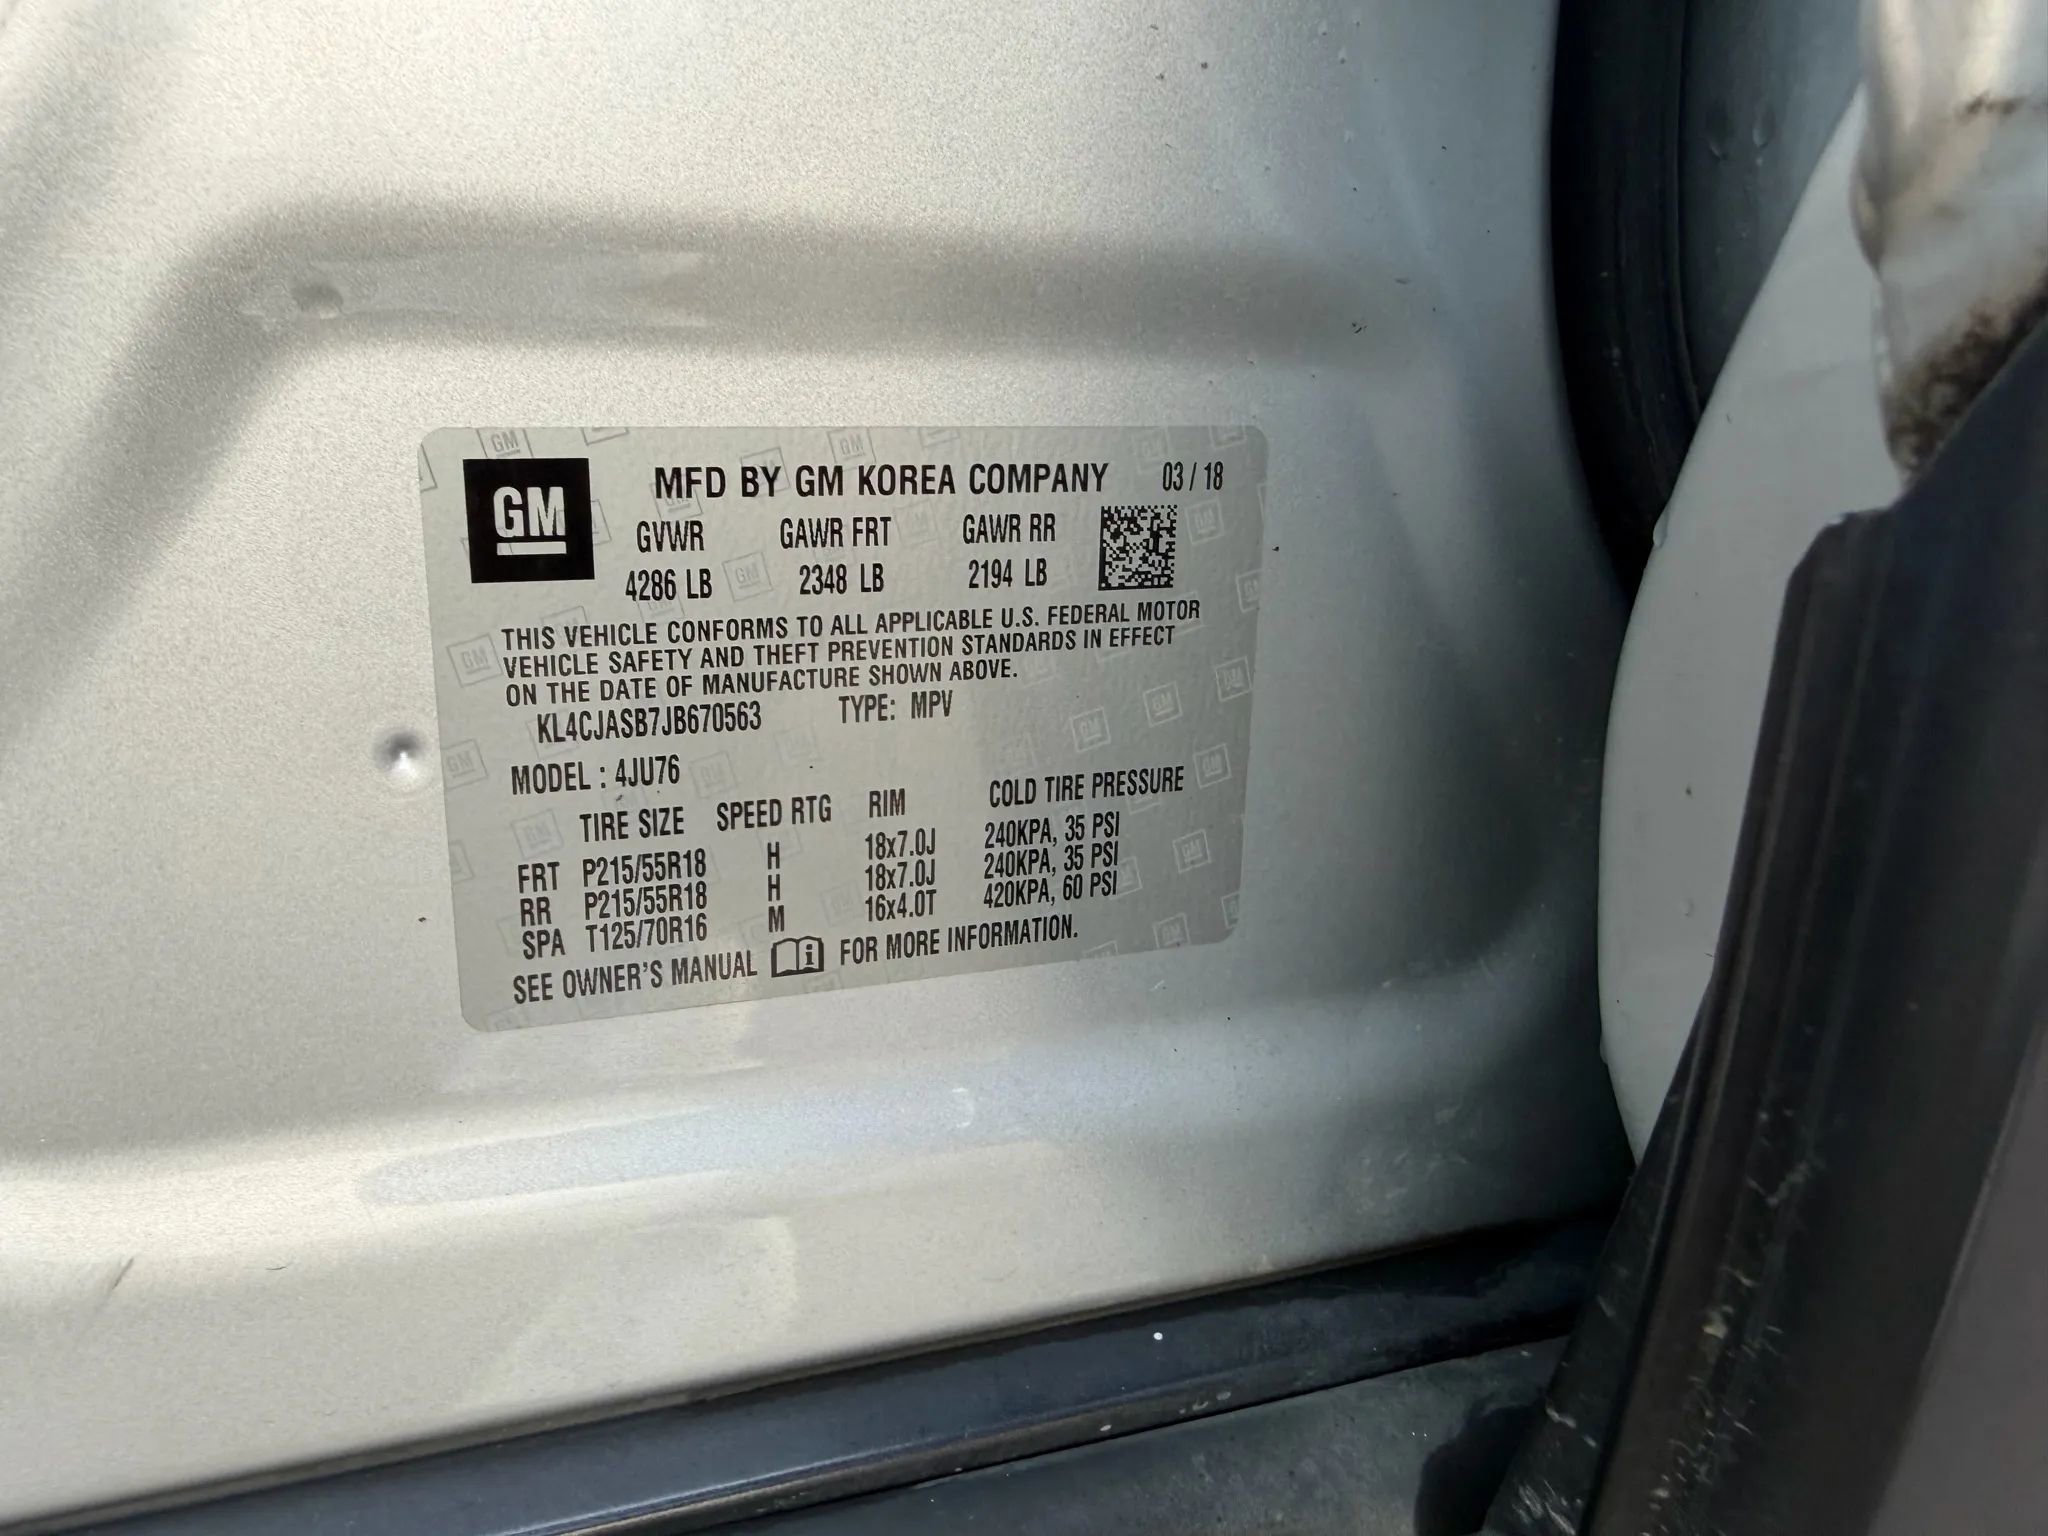 GM
MFD BY GM KOREA COMPANY 03 / 18
GVWR GAWR FRT GAWR RR
4286 LB 2348 LB 2194 LB
THIS VEHICLE CONFORMS TO ALL APPLICABLE U.S. FEDERAL MOTOR
VEHICLE SAFETY AND THEFT PREVENTION STANDARDS IN EFFECT
ON THE DATE OF MANUFACTURE SHOWN ABOVE.
KL4CJASB7JB670563 TYPE: MPV
MODEL : 4JU76
TIRE SIZE SPEED RTG RIM COLD TIRE PRESSURE
FRT P215/55R18 H 18x7.0J 240KPA, 35 PSI
RR P215/55R18 H 18x7.0J 240KPA, 35 PSI
SPA T125/70R16 M 16x4.0T 420KPA, 60 PSI
SEE OWNER'S MANUAL i FOR MORE INFORMATION.